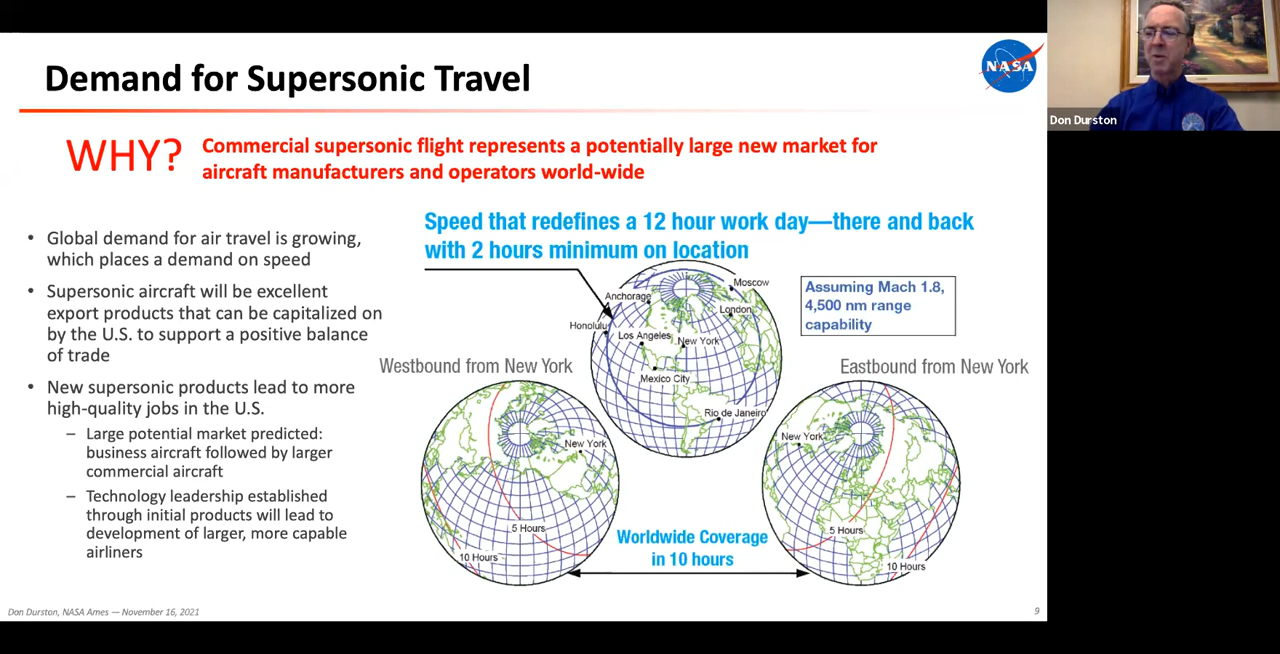 Demand for Supersonic Travel
NASA
Don Durston
WHY?
Commercial supersonic flight represents a potentially large new market for
aircraft manufacturers and operators world-wide
• Global demand for air travel is growing,
which places a demand on speed
• Supersonic aircraft will be excellent
export products that can be capitalized on
by the U.S. to support a positive balance
of trade
• New supersonic products lead to more
high-quality jobs in the U.S.
– Large potential market predicted:
business aircraft followed by larger
commercial aircraft
– Technology leadership established
through initial products will lead to
development of larger, more capable
airliners
Speed that redefines a 12 hour work day—there and back
with 2 hours minimum on location
Moscow
Anchorage
London
Honolulu
Los Angeles
New York
Mexico City
Rio de Janeiro
Assuming Mach 1.8,
4,500 nm range
capability
Westbound from New York
New York
5 Hours
10 Hours
Eastbound from New York
New York
5 Hours
10 Hours
Worldwide Coverage
in 10 hours
Don Durston, NASA Ames — November 16, 2021
9